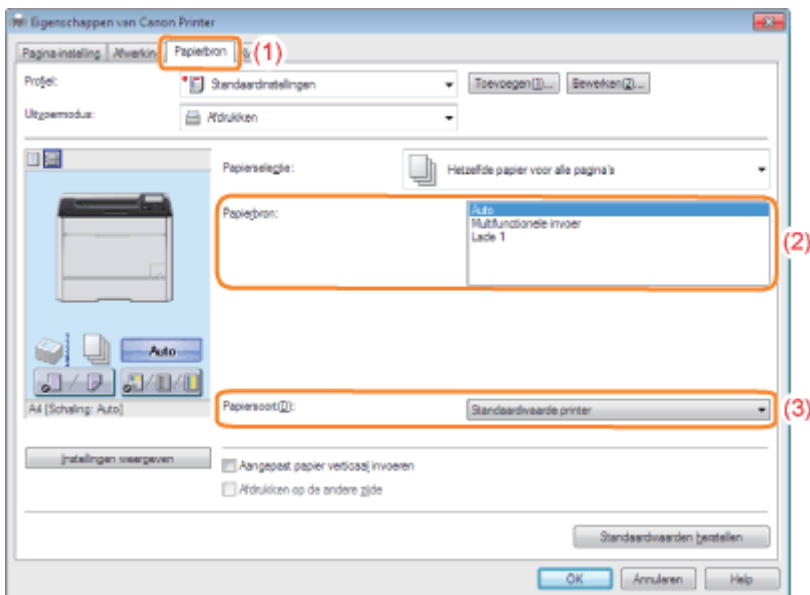 Eigenschappen van Canon Printer
Pagina-instelling Afwerking Papierbron (1)
Profiel: Standaardinstellingen Toevoegen(1)... Bewerken(2)...
Uitvoermodus: Afdrukken
Papierselectie: Hetzelfde papier voor alle pagina's
Papierbron: Auto
Multifunctionele invoer
Lade 1
(2)
Auto
A4 [Schaling: Auto]
Papiersoort(D): Standaardwaarde printer (3)
Instellingen weergeven
Aangepast papier verticaal invoeren
Afdrukken op de andere zijde
Standaardwaarden herstellen
OK Annuleren Help